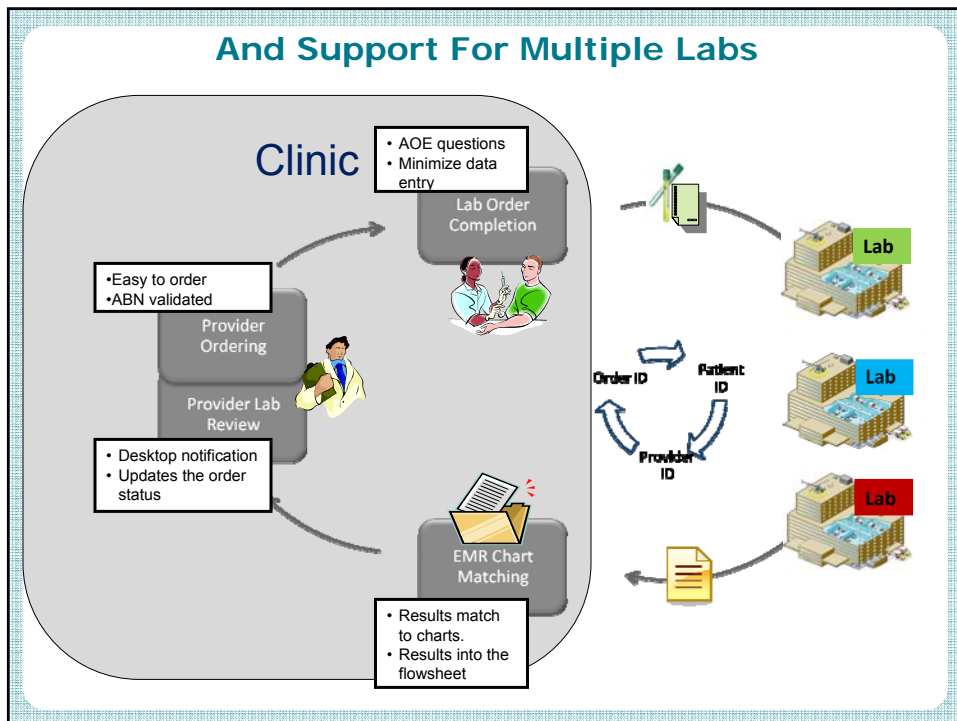 And Support For Multiple Labs
Clinic
• AOE questions
• Minimize data
entry
Lab Order
Completion
•Easy to order
•ABN validated
Provider
Ordering
Provider Lab
Review
• Desktop notification
• Updates the order
status
EMR Chart
Matching
• Results match
to charts.
• Results into the
flowsheet
Order ID
Patient
ID
Provider
ID
Lab
Lab
Lab